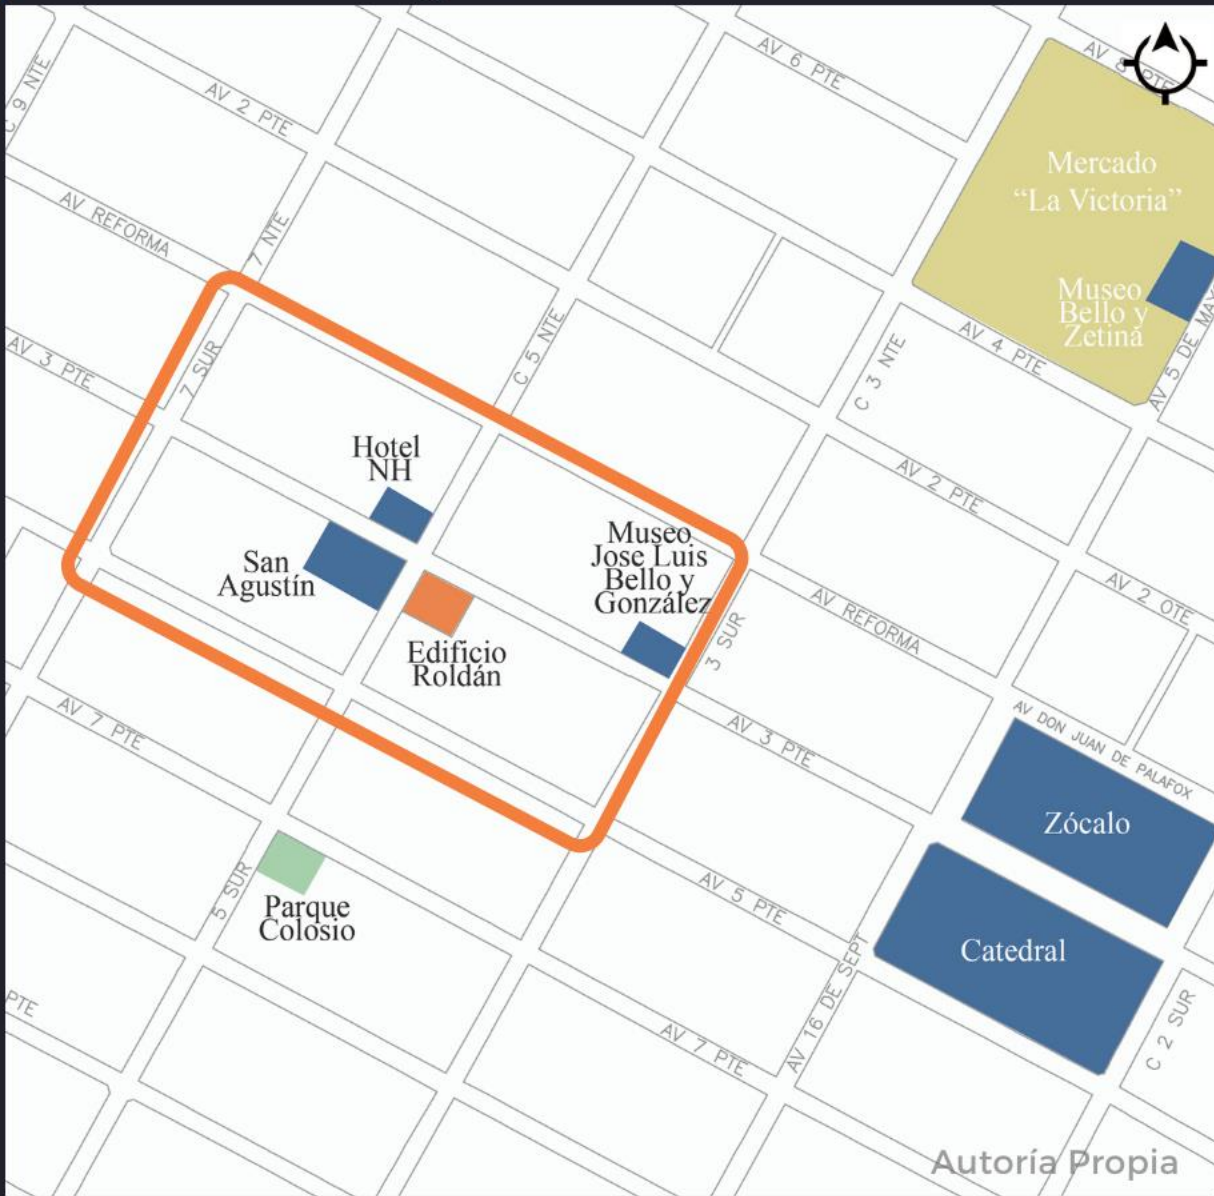 AV 6 PTE
AV 8 PTE
C 9 NTE
AV 2 PTE
Mercado
“La Victoria”
AV REFORMA
7 NTE
Museo
Bello y
Zetina
AV 5 DE MAY
AV 3 PTE
7 SUR
C 5 NTE
C 3 NTE
AV 4 PTE
Hotel
NH
AV 2 PTE
Museo
Jose Luis
Bello y
González
San
Agustín
AV REFORMA
AV 2 OTE
3 SUR
Edificio
Roldán
AV 7 PTE
AV 3 PTE
AV DON JUAN DE PALAFOX
Zócalo
5 SUR
Parque
Colosio
AV 5 PTE
Catedral
PTE
AV 7 PTE
AV 16 DE SEPT
C 2 SUR
Autoría Propia